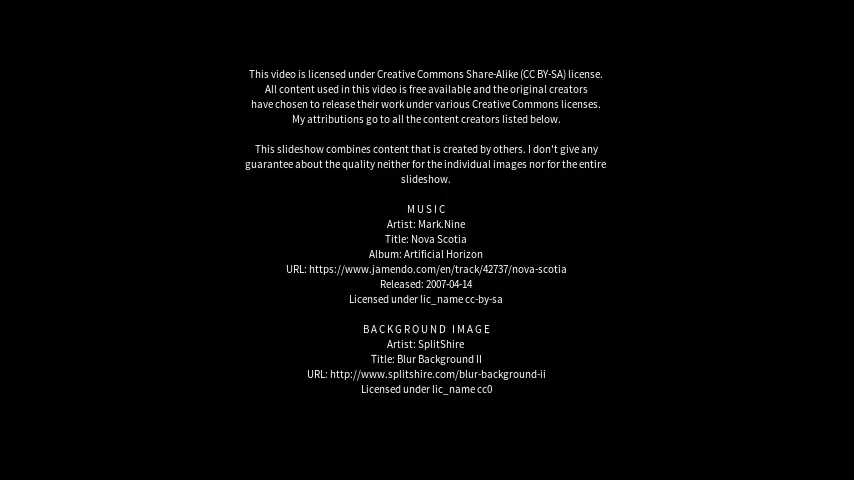 This video is licensed under Creative Commons Share-Alike (CC BY-SA) license.
All content used in this video is free available and the original creators
have chosen to release their work under various Creative Commons licenses.
My attributions go to all the content creators listed below.
This slideshow combines content that is created by others. I don't give any
guarantee about the quality neither for the individual images nor for the entire
slideshow.
MUSIC
Artist: Mark.Nine
Title: Nova Scotia
Album: Artificial Horizon
URL: https://www.jamendo.com/en/track/42737/nova-scotia
Released: 2007-04-14
Licensed under lic_name cc-by-sa
BACKGROUND IMAGE
Artist: SplitShire
Title: Blur Background II
URL: http://www.splitshire.com/blur-background-ii
Licensed under lic_name cc0